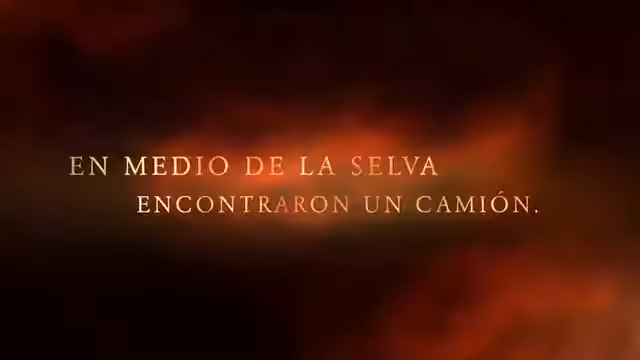 EN MEDIO DE LA SELVA
ENCONTRARON UN CAMIÓN.